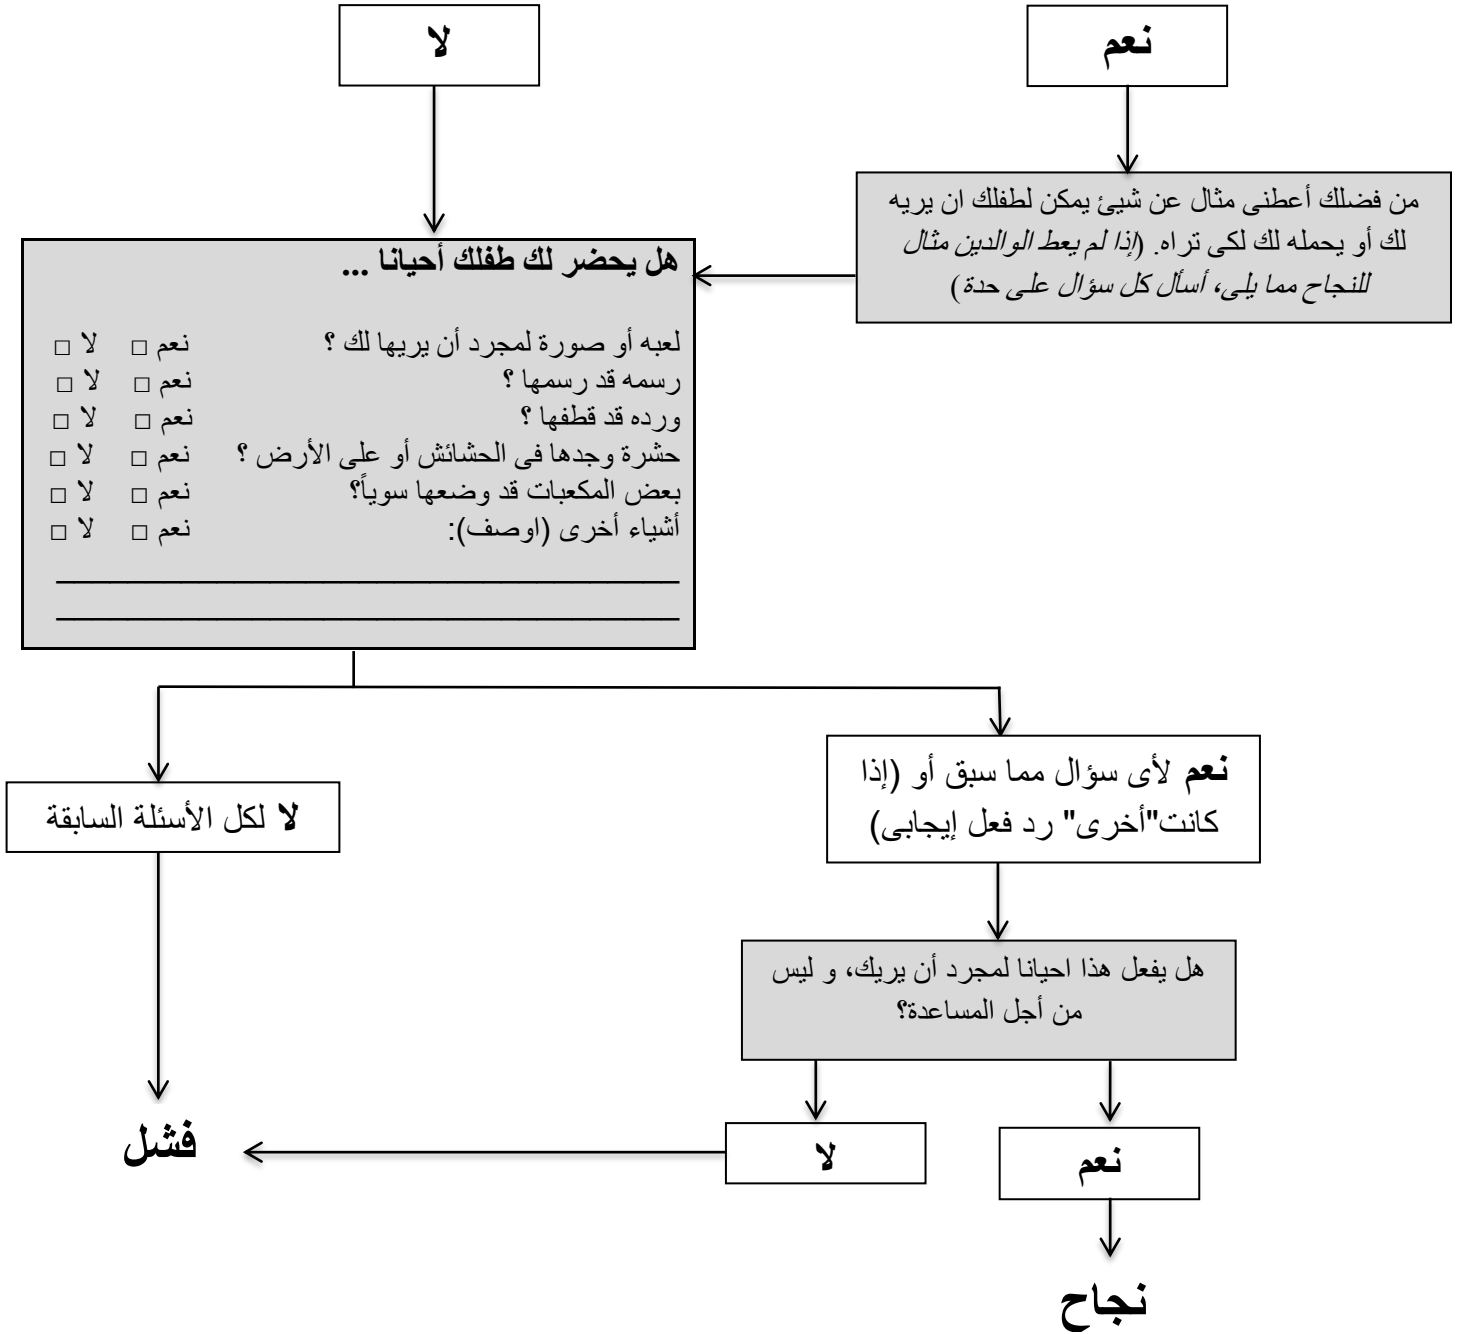 نعم
لا
من فضلك أعطنى مثال عن شيئ يمكن لطفلك ان يريه
لك أو يحمله لك لكى تراه. (إذا لم يعط الوالدين مثال
للنجاح مما يلى، أسأل كل سؤال على حدة)
هل يحضر لك طفلك أحيانا ...
لعبه أو صورة لمجرد أن يريها لك ؟ نعم □ لا □
رسمه قد رسمها ؟ نعم □ لا □
ورده قد قطفها ؟ نعم □ لا □
حشرة وجدها فى الحشائش أو على الأرض ؟ نعم □ لا □
بعض المكعبات قد وضعها سوياً؟ نعم □ لا □
أشياء أخرى (اوصف): نعم □ لا □
نعم لأى سؤال مما سبق أو (إذا
كانت"أخرى" رد فعل إيجابى)
لا لكل الأسئلة السابقة
هل يفعل هذا احيانا لمجرد أن يريك، و ليس
من أجل المساعدة؟
نعم
لا
فشل
نجاح